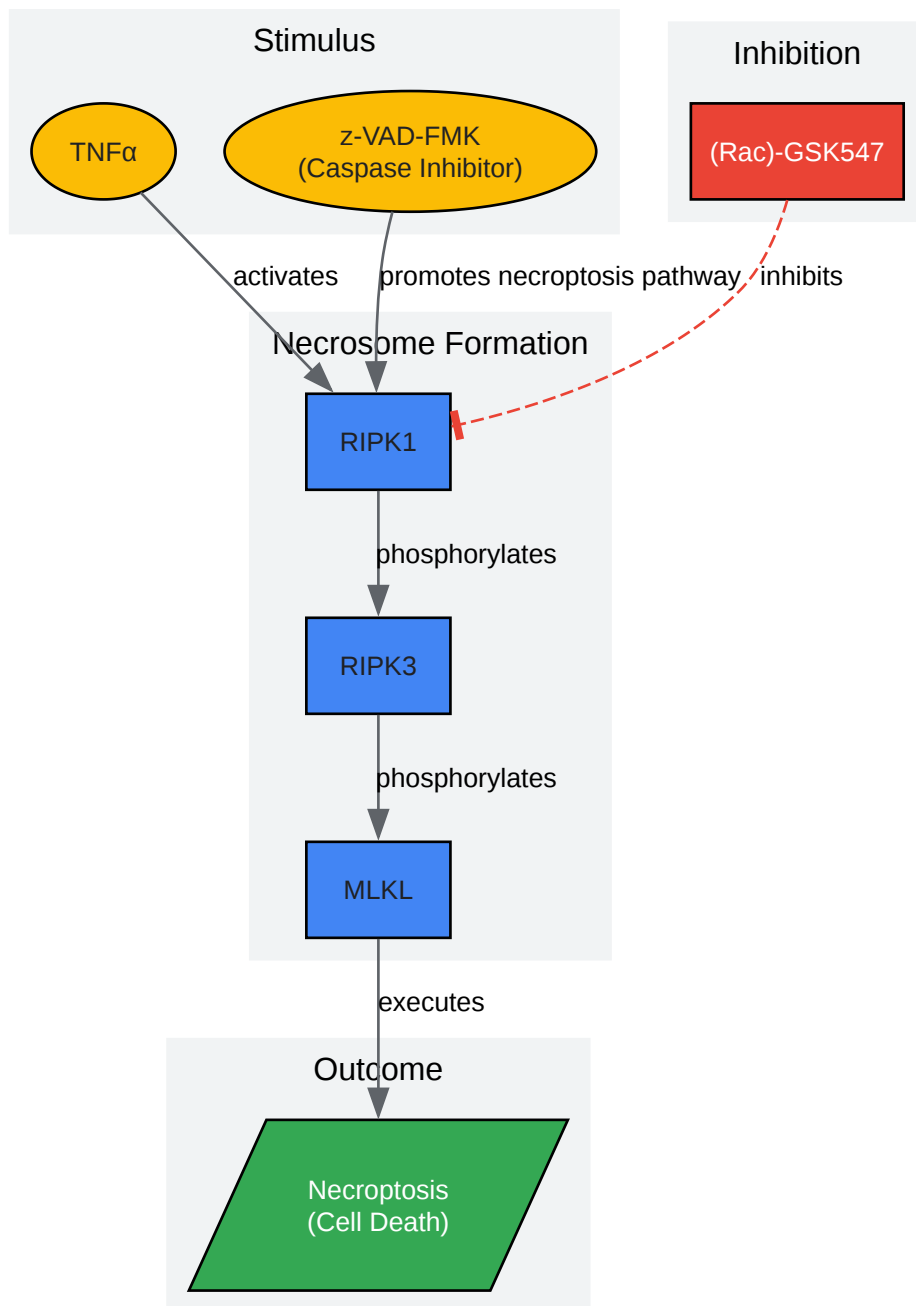 Stimulus
Inhibition
TNFα
z-VAD-FMK
(Caspase Inhibitor)
(Rac)-GSK547
activates
promotes necroptosis pathway
inhibits
Necrosome Formation
RIPK1
phosphorylates
RIPK3
phosphorylates
MLKL
executes
Outcome
Necroptosis
(Cell Death)